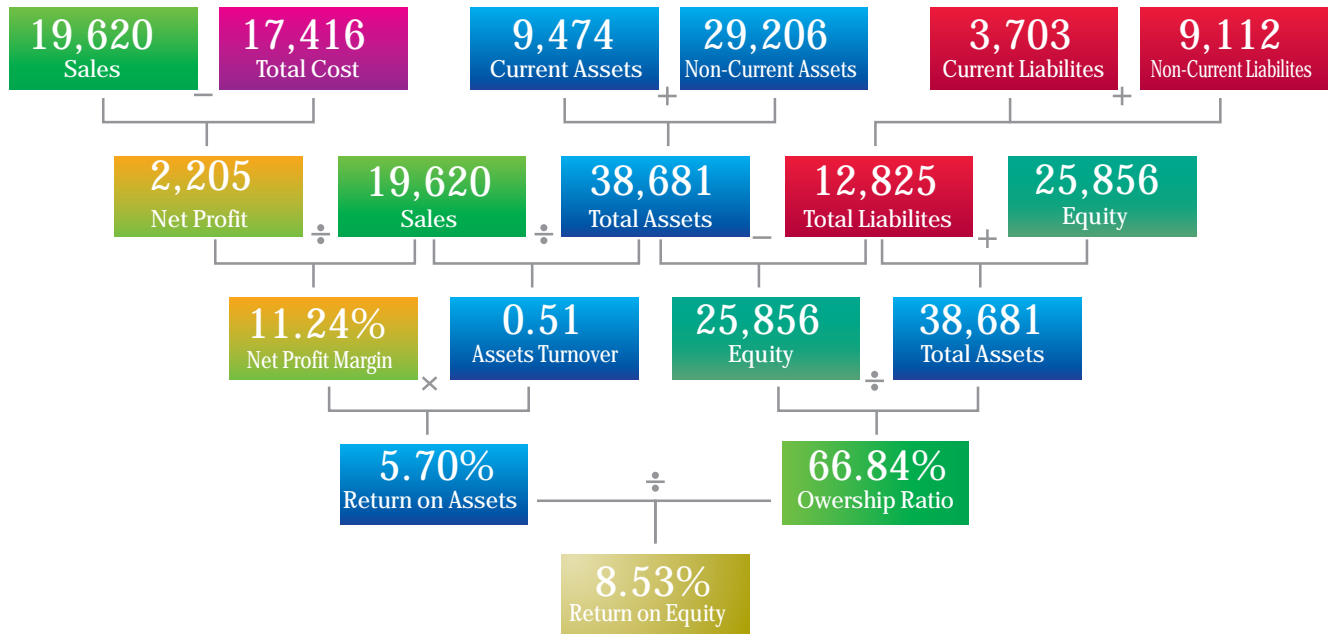 19,620
Sales
17,416
Total Cost
9,474
Current Assets
29,206
Non-Current Assets
3,703
Current Liabilites
9,112
Non-Current Liabilites
−
+
+
2,205
Net Profit
÷
19,620
Sales
÷
38,681
Total Assets
−
12,825
Total Liabilites
+
25,856
Equity
11.24%
Net Profit Margin
×
0.51
Assets Turnover
25,856
Equity
÷
38,681
Total Assets
5.70%
Return on Assets
÷
66.84%
Owership Ratio
8.53%
Return on Equity